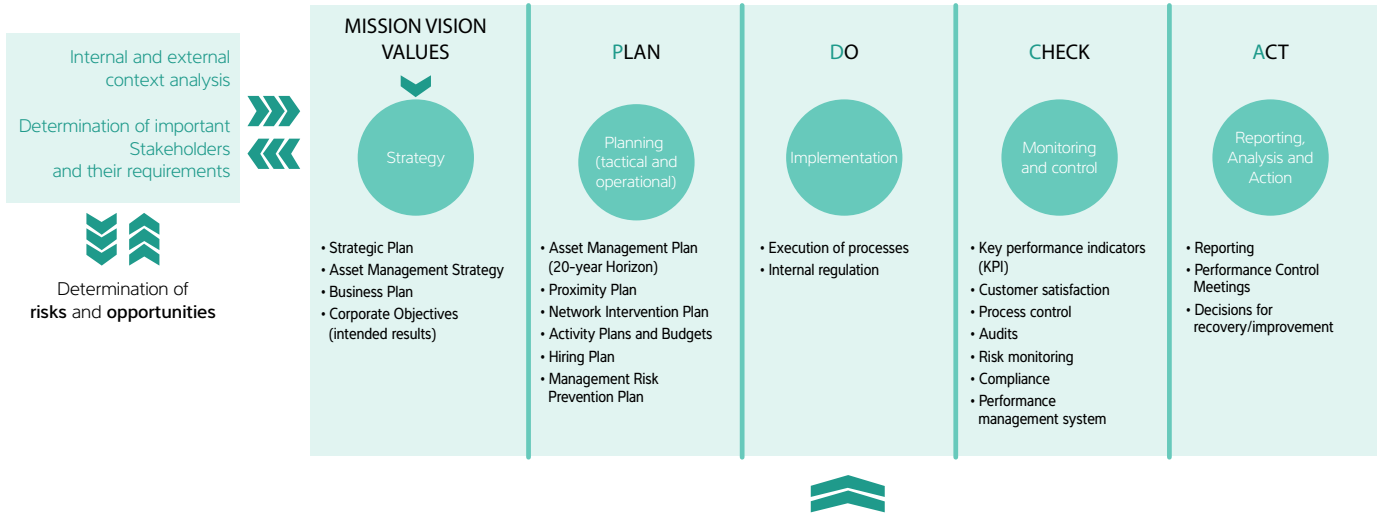 Internal and external
context analysis
Determination of important
Stakeholders
and their requirements
Determination of
risks and opportunities
MISSION VISION
VALUES
Strategy
• Strategic Plan
• Asset Management Strategy
• Business Plan
• Corporate Objectives
(intended results)
PLAN
Planning
(tactical and
operational)
• Asset Management Plan
(20-year Horizon)
• Proximity Plan
• Network Intervention Plan
• Activity Plans and Budgets
• Hiring Plan
• Management Risk
Prevention Plan
DO
Implementation
• Execution of processes
• Internal regulation
CHECK
Monitoring
and control
• Key performance indicators
(KPI)
• Customer satisfaction
• Process control
• Audits
• Risk monitoring
• Compliance
• Performance
management system
ACT
Reporting,
Analysis and
Action
• Reporting
• Performance Control
Meetings
• Decisions for
recovery/improvement